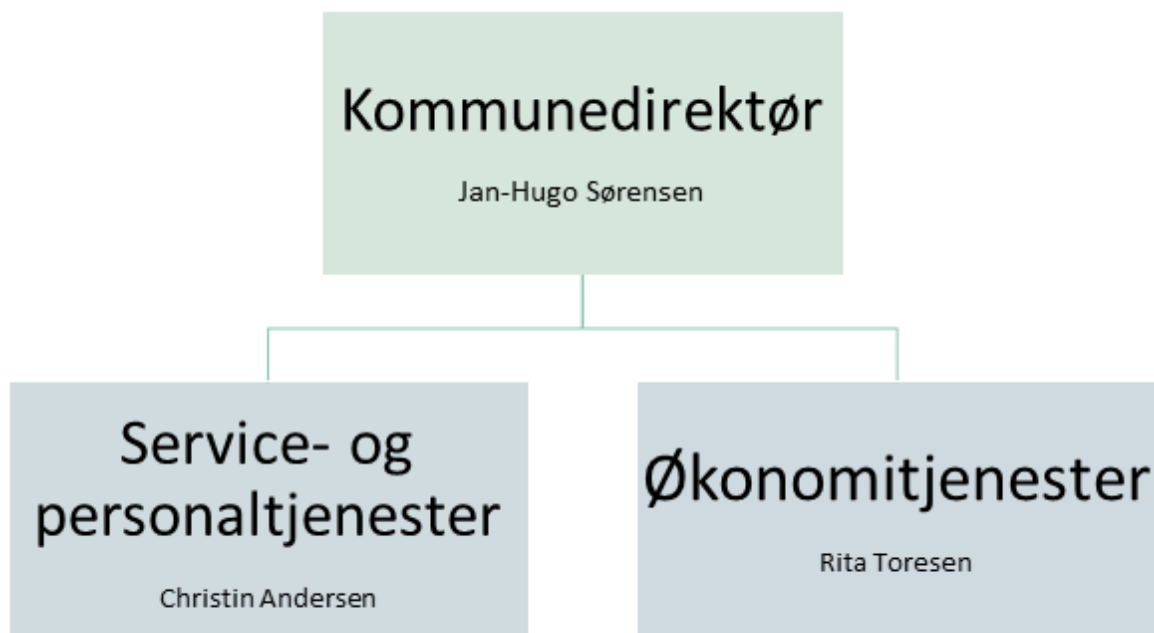 Kommunedirektør
Jan-Hugo Sørensen
Service- og
personaltjenester
Christin Andersen
Økonomitjenester
Rita Toresen